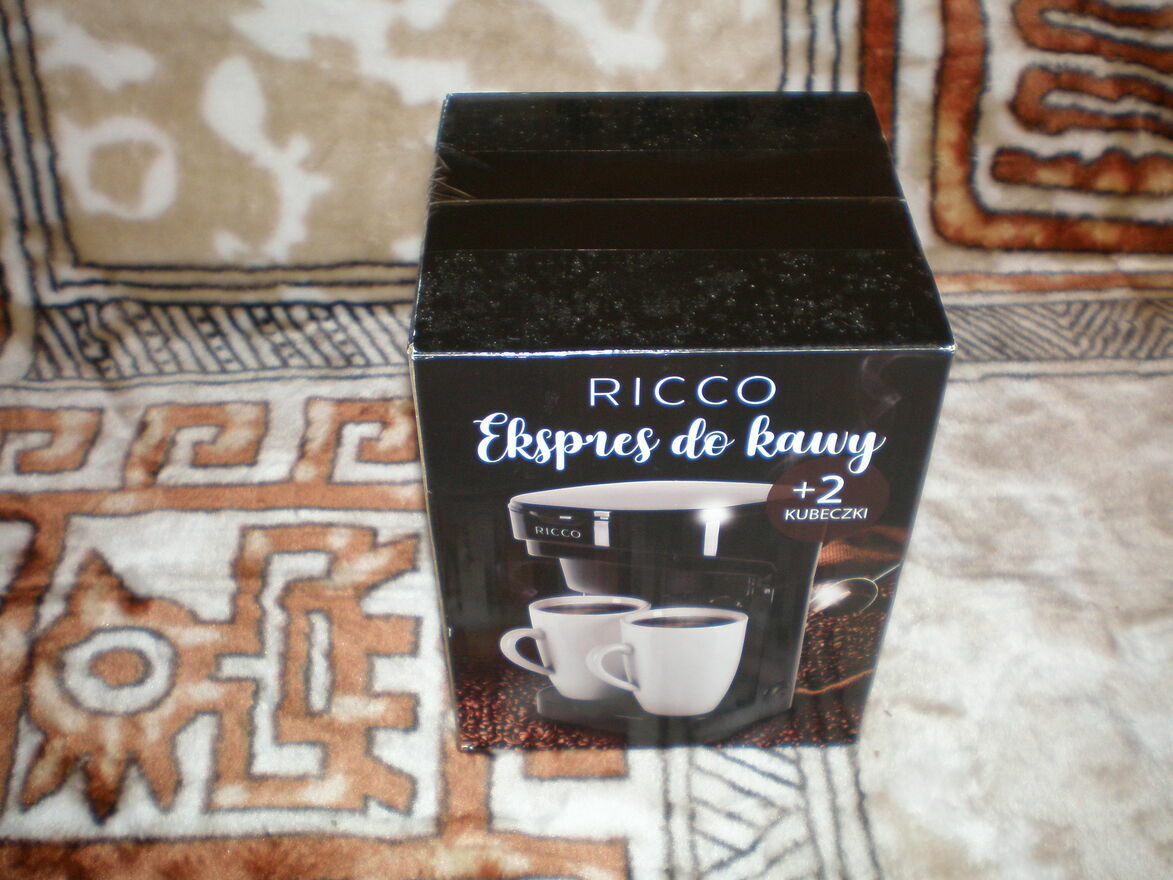 RICCO
Ekspres do kawy
+2
KUBECZKI
RICCO